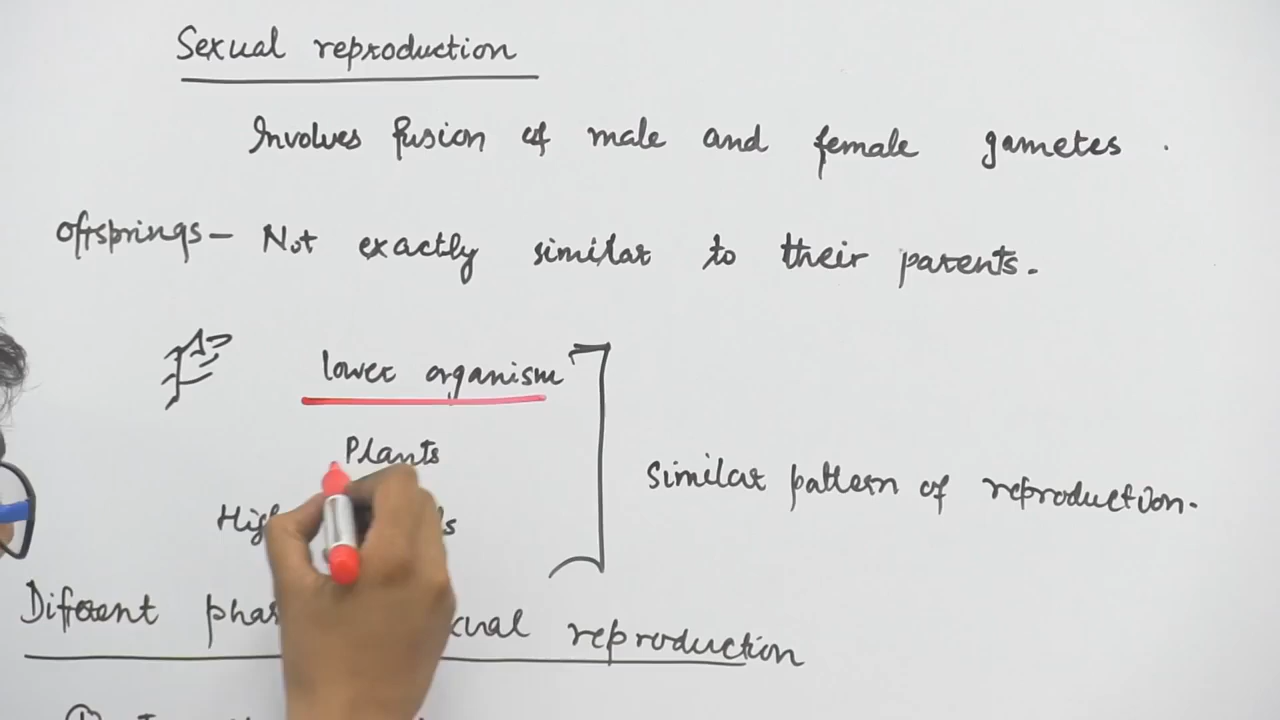 Sexual reproduction
Involves fusion of male and female gametes .
Offsprings - Not exactly similar to their parents.
lower organism
Plants
Similar pattern of reproduction.
Different reproduction